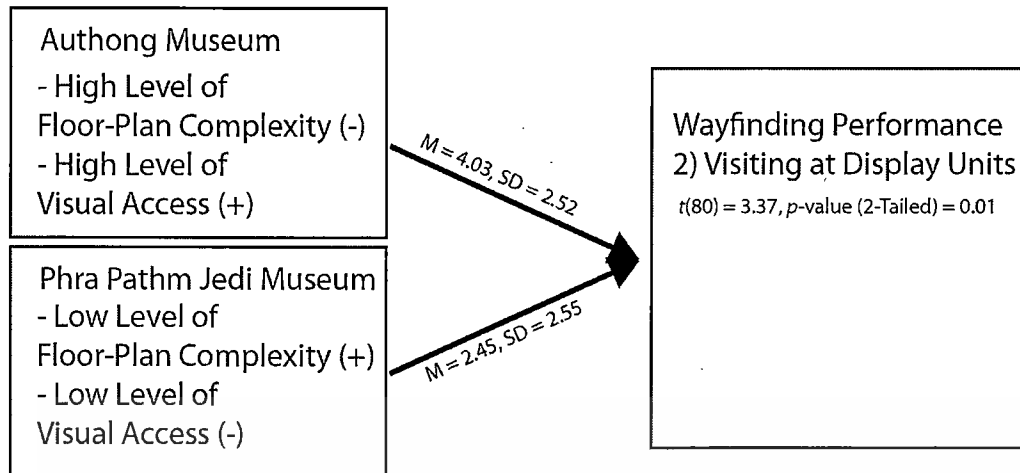 Authong Museum
- High Level of
Floor-Plan Complexity (-)
- High Level of
Visual Access (+)
M = 4.03, SD = 2.52
Wayfinding Performance
2) Visiting at Display Units
t(80) = 3.37, p-value (2-Tailed) = 0.01
Phra Pathm Jedi Museum
- Low Level of
Floor-Plan Complexity (+)
- Low Level of
Visual Access (-)
M = 2.45, SD = 2.55